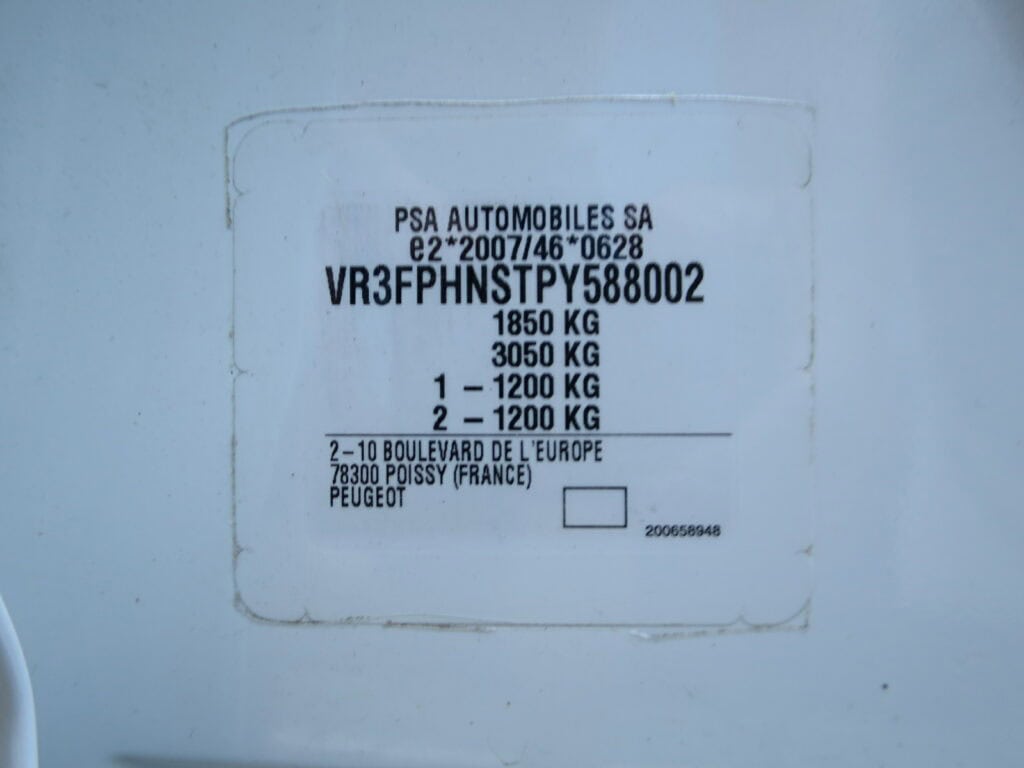 PSA AUTOMOBILES SA
e2*2007/46*0628
VR3FPHNSTPY588002
1850 KG
3050 KG
1 – 1200 KG
2 – 1200 KG
2–10 BOULEVARD DE L'EUROPE
78300 POISSY (FRANCE)
PEUGEOT
200658948